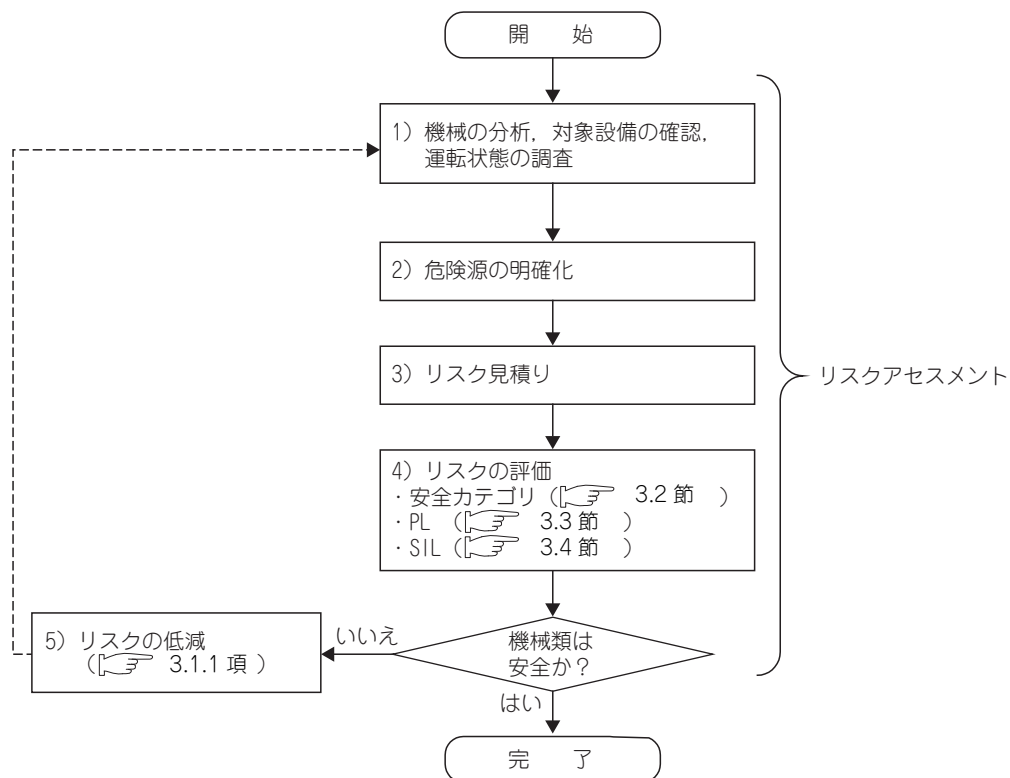 開 始
1) 機械の分析，対象設備の確認，
運転状態の調査
2) 危険源の明確化
3) リスク見積り
リスクアセスメント
4) リスクの評価
・安全カテゴリ（ 3.2 節 ）
・PL （ 3.3 節 ）
・SIL（ 3.4 節 ）
5) リスクの低減
（ 3.1.1 項 ）
いいえ
機械類は
安全か？
はい
完 了